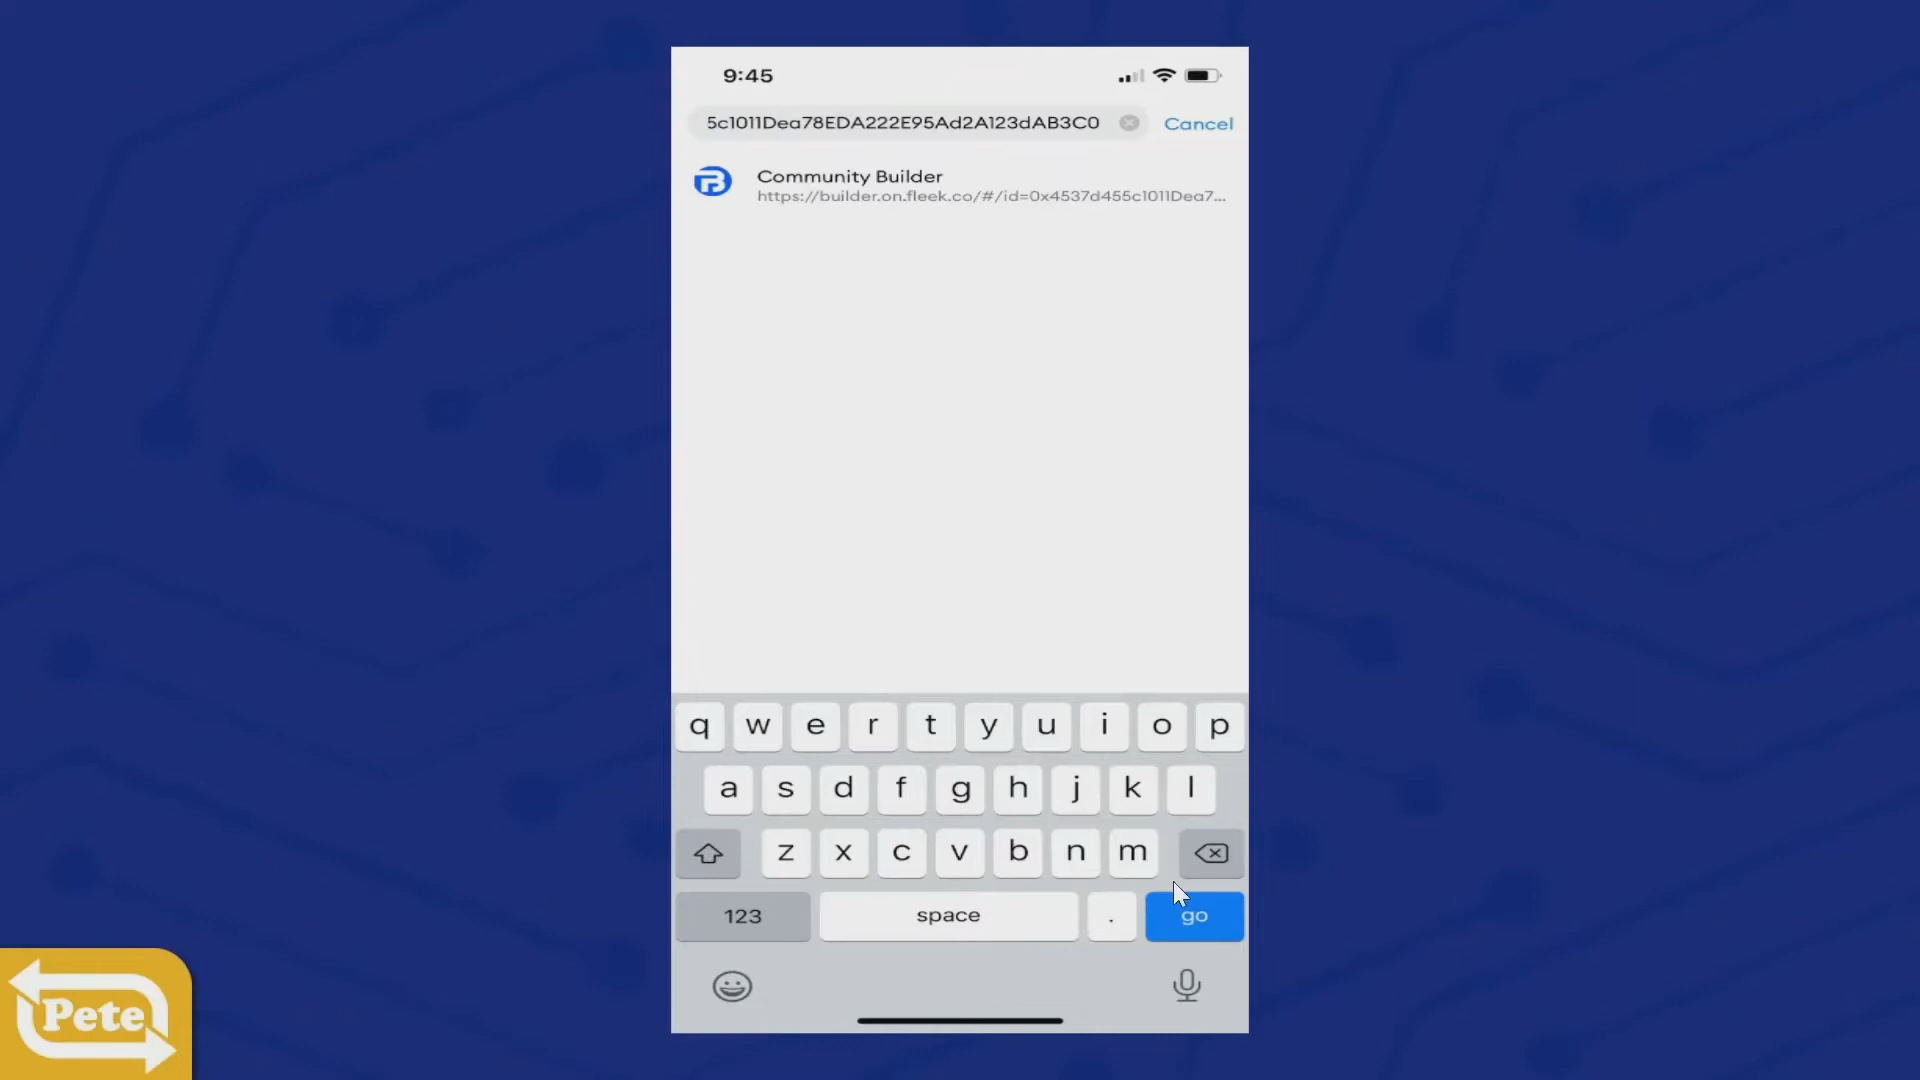 9:45
5c1011Dea78EDA222E95Ad2A123dAB3C0
Cancel
Community Builder
https://builder.on.fleek.co/#/id=0x4537d455c1011Dea7...
q w e r t y u i o p
a s d f g h j k l
z x c v b n m
123 space . go
Pete